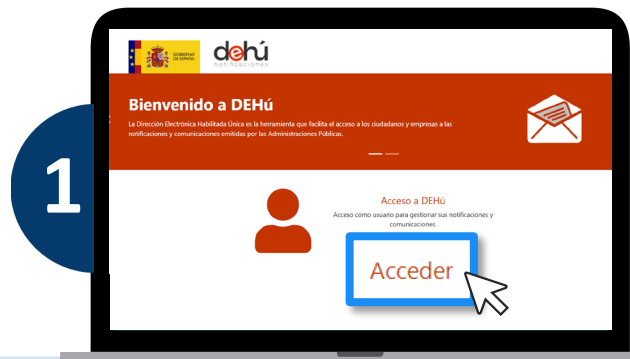 1
GOBIERNO
DE ESPAÑA
dehú
notificaciones
Bienvenido a DEHú
La Dirección Electrónica Habilitada Única es la herramienta que facilita el acceso a los ciudadanos y empresas a las
notificaciones y comunicaciones emitidas por las Administraciones Públicas.
Acceso a DEHú
Acceso como usuario para gestionar sus notificaciones y
comunicaciones.
Acceder